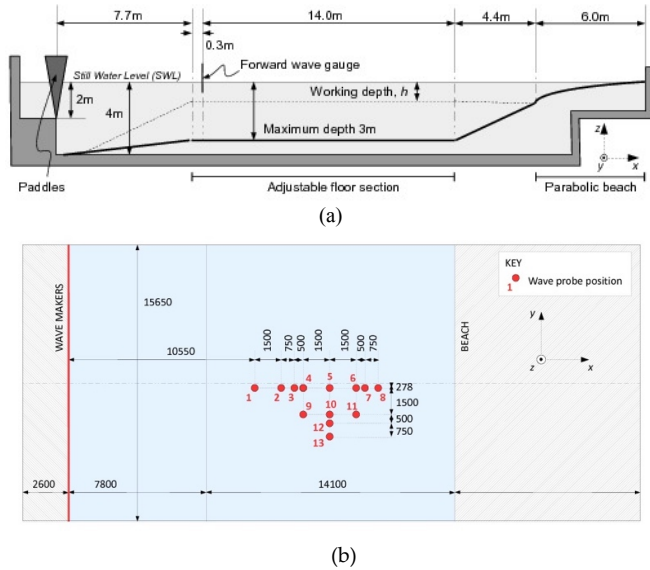 7.7m
14.0m
4.4m
6.0m
0.3m
Still Water Level (SWL)
Forward wave gauge
2m
4m
Working depth, h
Maximum depth 3m
Paddles
Adjustable floor section
Parabolic beach
z
y
x
(a)
KEY
1 Wave probe position
WAVE MAKERS
15650
10550
1500
750
500
1500
1500
500
750
BEACH
y
z
x
1
2
3
4
5
6
7
8
278
1500
500
750
9
10
11
12
13
2600
7800
14100
(b)